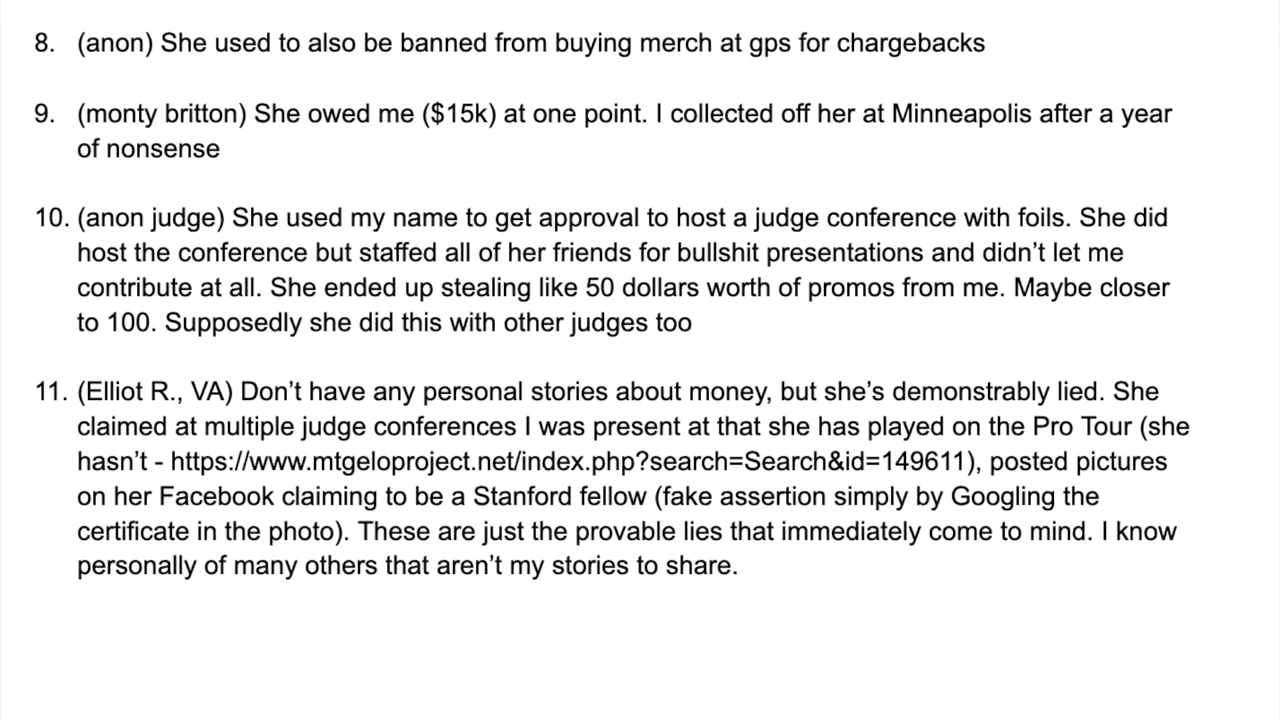 8. (anon) She used to also be banned from buying merch at gps for chargebacks
9. (monty britton) She owed me ($15k) at one point. I collected off her at Minneapolis after a year
of nonsense
10. (anon judge) She used my name to get approval to host a judge conference with foils. She did
host the conference but staffed all of her friends for bullshit presentations and didn’t let me
contribute at all. She ended up stealing like 50 dollars worth of promos from me. Maybe closer
to 100. Supposedly she did this with other judges too
11. (Elliot R., VA) Don’t have any personal stories about money, but she’s demonstrably lied. She
claimed at multiple judge conferences I was present at that she has played on the Pro Tour (she
hasn’t - https://www.mtgeloproject.net/index.php?search=Search&id=149611), posted pictures
on her Facebook claiming to be a Stanford fellow (fake assertion simply by Googling the
certificate in the photo). These are just the provable lies that immediately come to mind. I know
personally of many others that aren’t my stories to share.